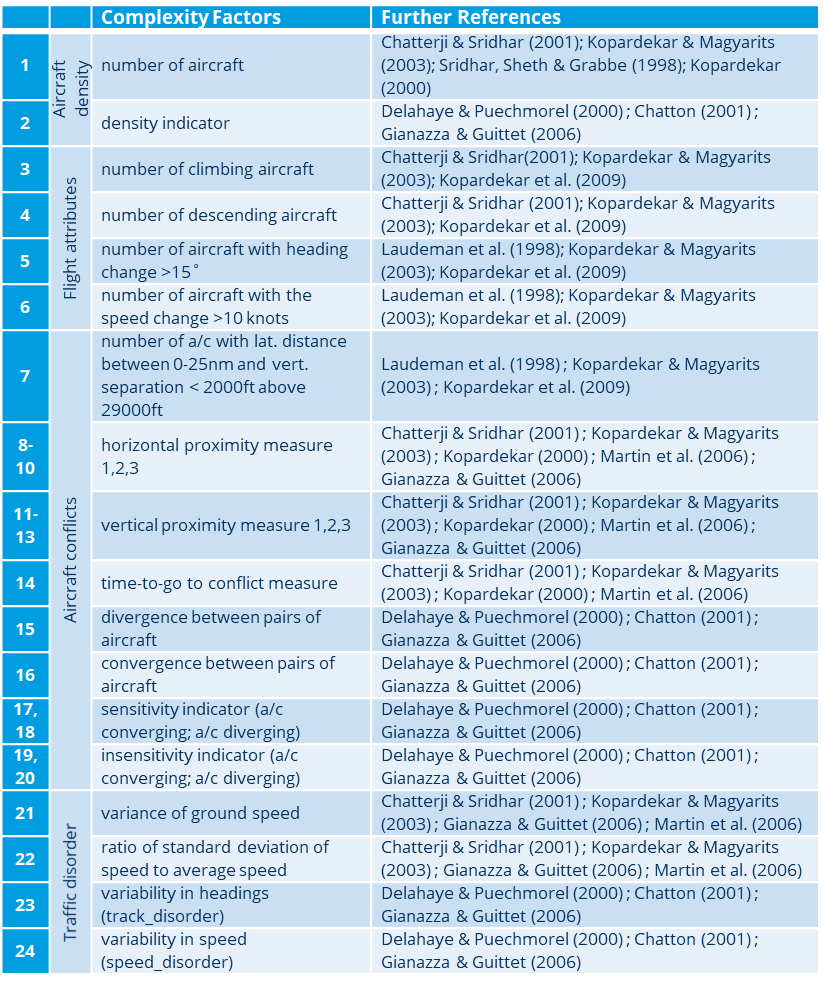 Complexity Factors Further References
1 Aircraft density number of aircraft Chatterji & Sridhar (2001); Kopardekar & Magyarits
(2003); Sridhar, Sheth & Grabbe (1998); Kopardekar
(2000)
2 density indicator Delahaye & Puechmorel (2000) ; Chatton (2001) ;
Gianazza & Guittet (2006)
Flight attributes
3 number of climbing aircraft Chatterji & Sridhar(2001); Kopardekar & Magyarits
(2003); Kopardekar et al. (2009)
4 number of descending aircraft Chatterji & Sridhar (2001); Kopardekar & Magyarits
(2003); Kopardekar et al. (2009)
5 number of aircraft with heading Laudeman et al. (1998); Kopardekar & Magyarits
change >15˚ (2003); Kopardekar et al. (2009)
6 number of aircraft with the Laudeman et al. (1998); Kopardekar & Magyarits
speed change >10 knots (2003); Kopardekar et al. (2009)
Aircraft conflicts
7 number of a/c with lat. distance
between 0-25nm and vert. Laudeman et al. (1998) ; Kopardekar & Magyarits
separation < 2000ft above (2003) ; Kopardekar et al. (2009)
29000ft
8- horizontal proximity measure Chatterji & Sridhar (2001) ; Kopardekar & Magyarits
10 1,2,3 (2003) ; Kopardekar (2000) ; Martin et al. (2006) ;
Gianazza & Guittet (2006)
11- vertical proximity measure 1,2,3 Chatterji & Sridhar (2001) ; Kopardekar & Magyarits
13 (2003) ; Kopardekar (2000) ; Martin et al. (2006) ;
Gianazza & Guittet (2006)
14 time-to-go to conflict measure Chatterji & Sridhar (2001) ; Kopardekar & Magyarits
(2003) ; Kopardekar (2000) ; Martin et al. (2006)
15 divergence between pairs of Delahaye & Puechmorel (2000) ; Chatton (2001) ;
aircraft Gianazza & Guittet (2006)
16 convergence between pairs of Delahaye & Puechmorel (2000) ; Chatton (2001) ;
aircraft Gianazza & Guittet (2006)
17, sensitivity indicator (a/c Delahaye & Puechmorel (2000) ; Chatton (2001) ;
18 converging; a/c diverging) Gianazza & Guittet (2006)
19, insensitivity indicator (a/c Delahaye & Puechmorel (2000) ; Chatton (2001) ;
20 converging; a/c diverging) Gianazza & Guittet (2006)
Traffic disorder
21 variance of ground speed Chatterji & Sridhar (2001) ; Kopardekar & Magyarits
(2003) ; Gianazza & Guittet (2006) ; Martin et al. (2006)
22 ratio of standard deviation of Chatterji & Sridhar (2001) ; Kopardekar & Magyarits
speed to average speed (2003) ; Gianazza & Guittet (2006) ; Martin et al. (2006)
23 variability in headings Delahaye & Puechmorel (2000) ; Chatton (2001) ;
(track_disorder) Gianazza & Guittet (2006)
24 variability in speed Delahaye & Puechmorel (2000) ; Chatton (2001) ;
(speed_disorder) Gianazza & Guittet (2006)